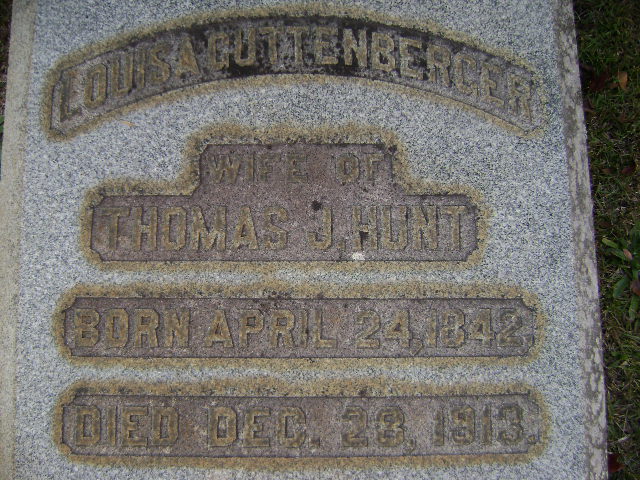 LOUISA GUTTENBERGER
WIFE OF
THOMAS J. HUNT
BORN APRIL 24, 1842.
DIED DEC. 28, 1913.